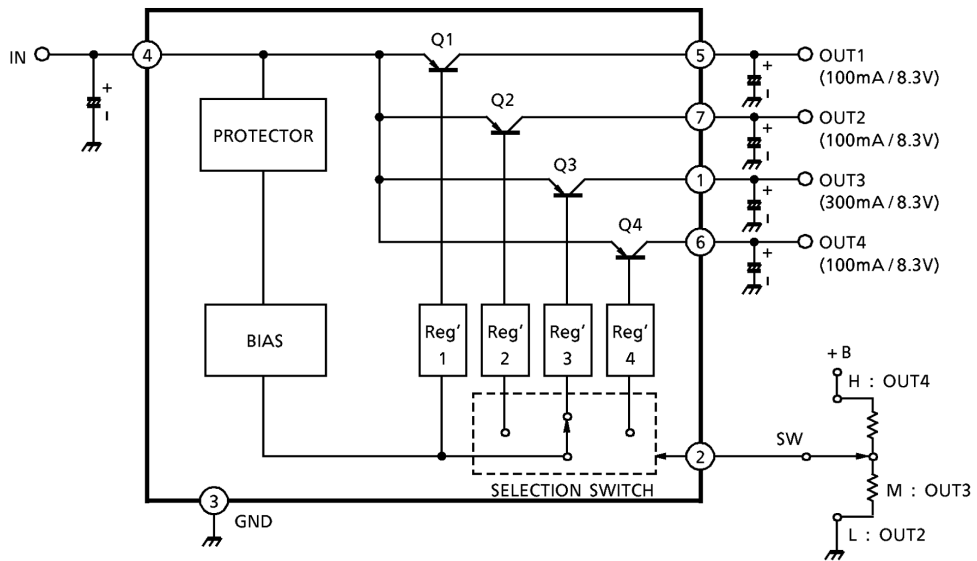 IN
4
Q1
5
OUT1
(100mA / 8.3V)
+
PROTECTOR
Q2
7
OUT2
(100mA / 8.3V)
+
Q3
1
OUT3
(300mA / 8.3V)
+
Q4
6
OUT4
(100mA / 8.3V)
+
+
BIAS
Reg’
1
Reg’
2
Reg’
3
Reg’
4
+B
H : OUT4
SW
2
SELECTION SWITCH
M : OUT3
L : OUT2
3
GND